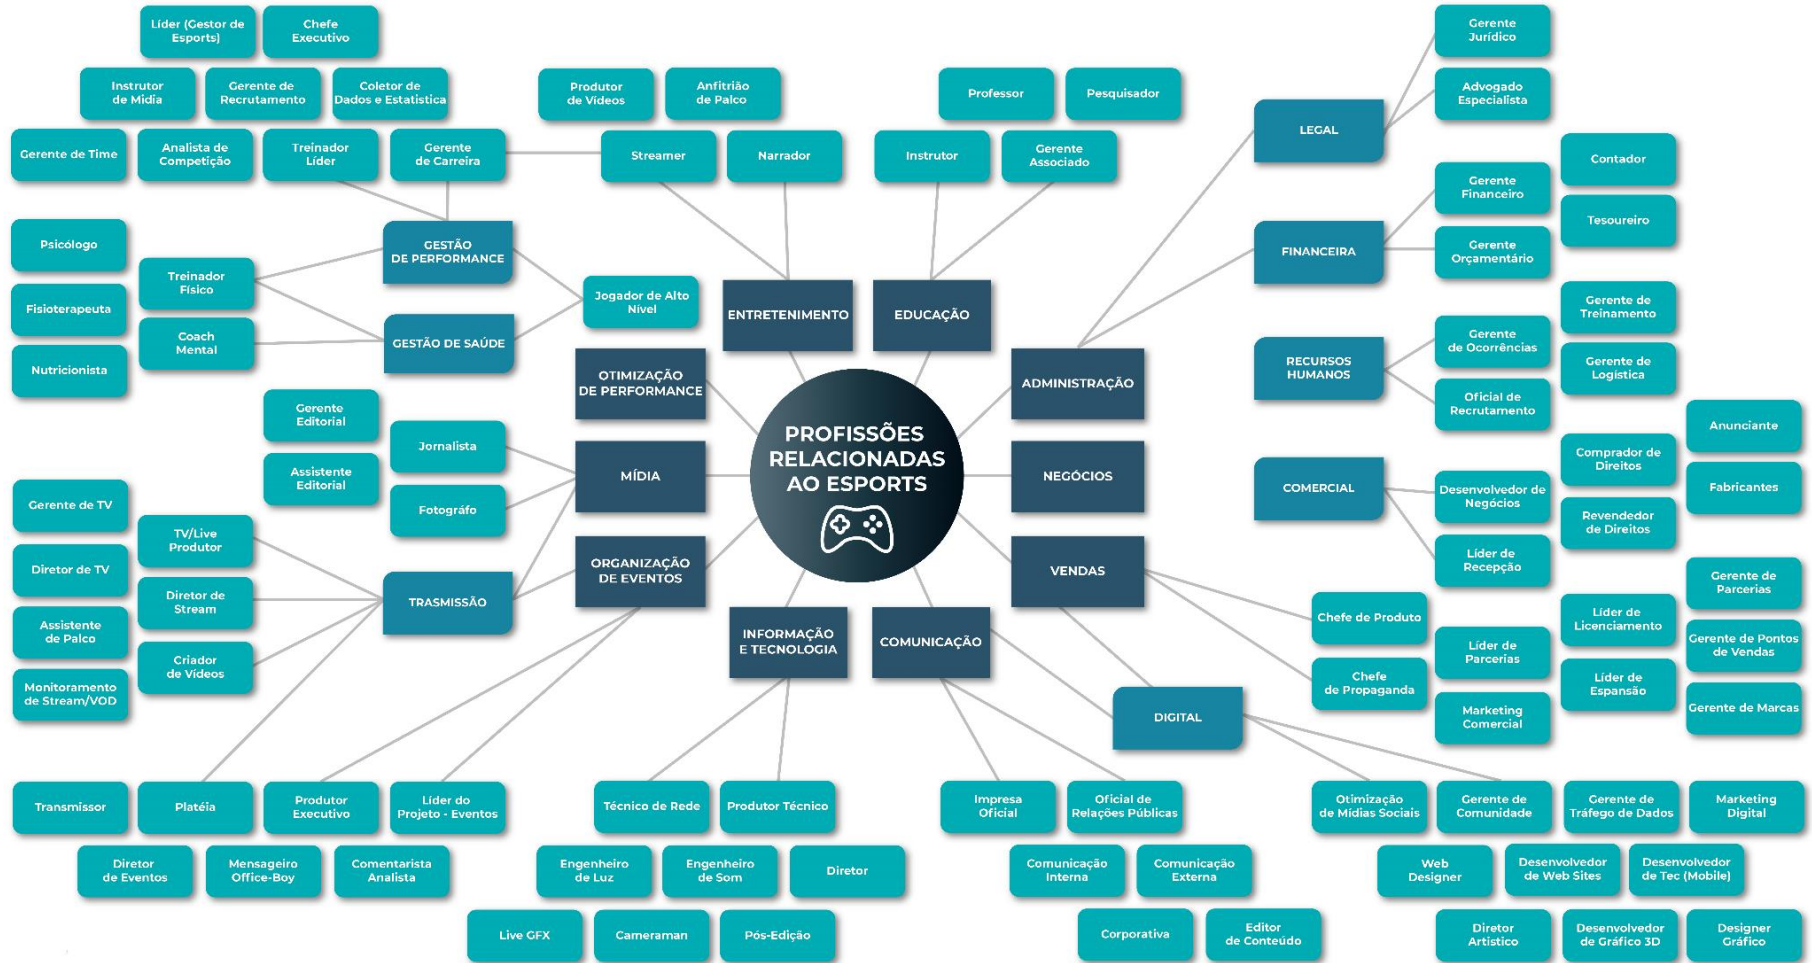 Líder (Gestor de
Esports)
Chefe
Executivo
Instrutor
de Midia
Gerente de
Recrutamento
Coletor de
Dados e Estatistica
Gerente de Time
Analista de
Competição
Treinador
Líder
Gerente
de Carreira
Produtor
de Vídeos
Anfitrião
de Palco
Streamer
Narrador
Professor
Pesquisador
Instrutor
Gerente
Associado
Gerente
Jurídico
Advogado
Especialista
LEGAL
Contador
Gerente
Financeiro
Tesoureiro
FINANCEIRA
Gerente
Orçamentário
Psicólogo
GESTÃO
DE PERFORMANCE
Treinador
Físico
Fisioterapeuta
Jogador de Alto
Nível
Coach
Mental
GESTÃO DE SAÚDE
Nutricionista
ENTRETENIMENTO
EDUCAÇÃO
OTIMIZAÇÃO
DE PERFORMANCE
ADMINISTRAÇÃO
Gerente de
Treinamento
Gerente
de Ocorrências
RECURSOS
HUMANOS
Gerente de
Logística
Oficial de
Recrutamento
Gerente
Editorial
Jornalista
Assistente
Editorial
Fotográfo
MÍDIA
PROFISSÕES
RELACIONADAS
AO ESPORTS
NEGÓCIOS
Anunciante
Comprador de
Direitos
Fabricantes
COMERCIAL
Desenvolvedor de
Negócios
Revendedor
de Direitos
Líder de
Recepção
Gerente de TV
TV/Live
Produtor
Diretor de TV
Diretor de
Stream
TRASMISSÃO
ORGANIZAÇÃO
DE EVENTOS
Assistente
de Palco
Criador
de Vídeos
Monitoramento
de Stream/VOD
INFORMAÇÃO
E TECNOLOGIA
COMUNICAÇÃO
VENDAS
Gerente de
Parcerias
Chefe de Produto
Líder de
Licenciamento
Líder de
Parcerias
Gerente de Pontos
de Vendas
Chefe
de Propaganda
Líder de
Espansão
DIGITAL
Marketing
Comercial
Gerente de Marcas
Transmissor
Platéia
Produtor
Executivo
Líder do
Projeto - Eventos
Técnico de Rede
Produtor Técnico
Impresa
Oficial
Oficial de
Relações Públicas
Otimização
de Mídias Sociais
Gerente de
Comunidade
Gerente de
Tráfego de Dados
Marketing
Digital
Diretor
de Eventos
Mensageiro
Office-Boy
Comentarista
Analista
Engenheiro
de Luz
Engenheiro
de Som
Diretor
Comunicação
Interna
Comunicação
Externa
Web
Designer
Desenvolvedor
de Web Sites
Desenvolvedor
de Tec (Mobile)
Live GFX
Cameraman
Pós-Edição
Corporativa
Editor
de Conteúdo
Diretor
Artistico
Desenvolvedor
de Gráfico 3D
Designer
Gráfico